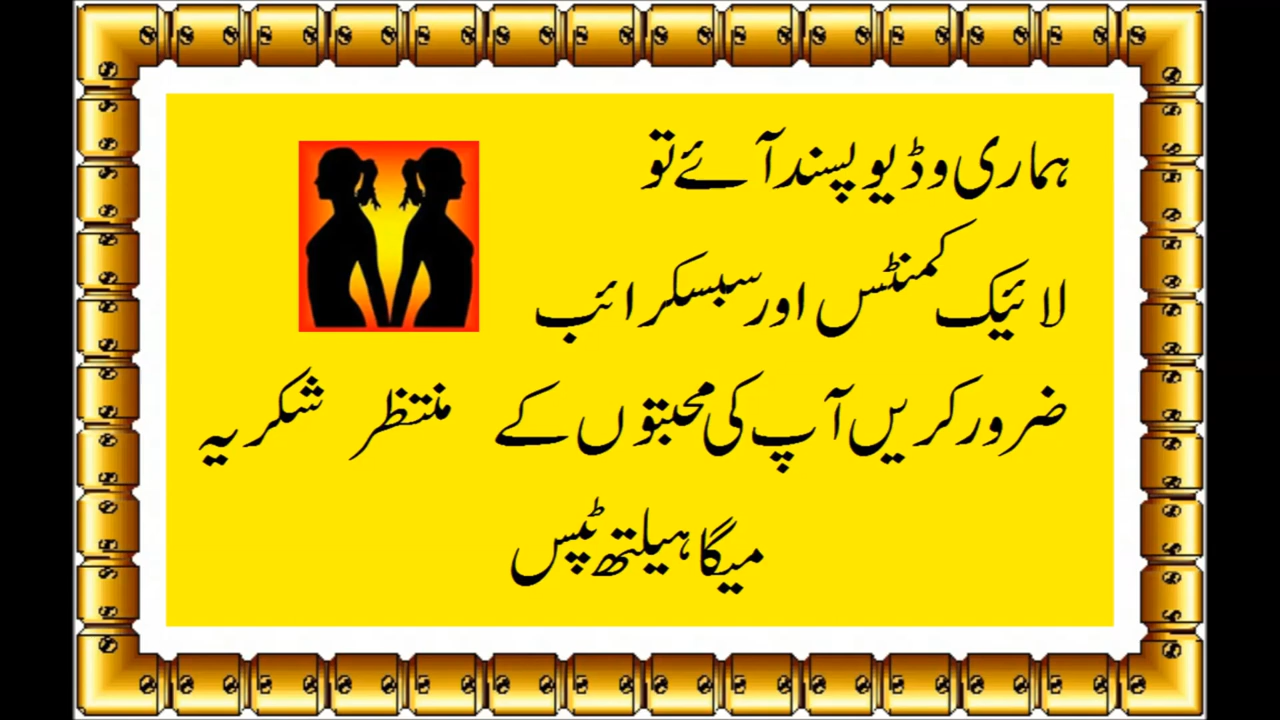 ہماری وڈیو پسند آئے تو
لائیک کمنٹس اور سبسکرائب
ضرور کریں آپ کی محبتوں کے منتظر شکریہ
میگا ہیلتھ ٹپس